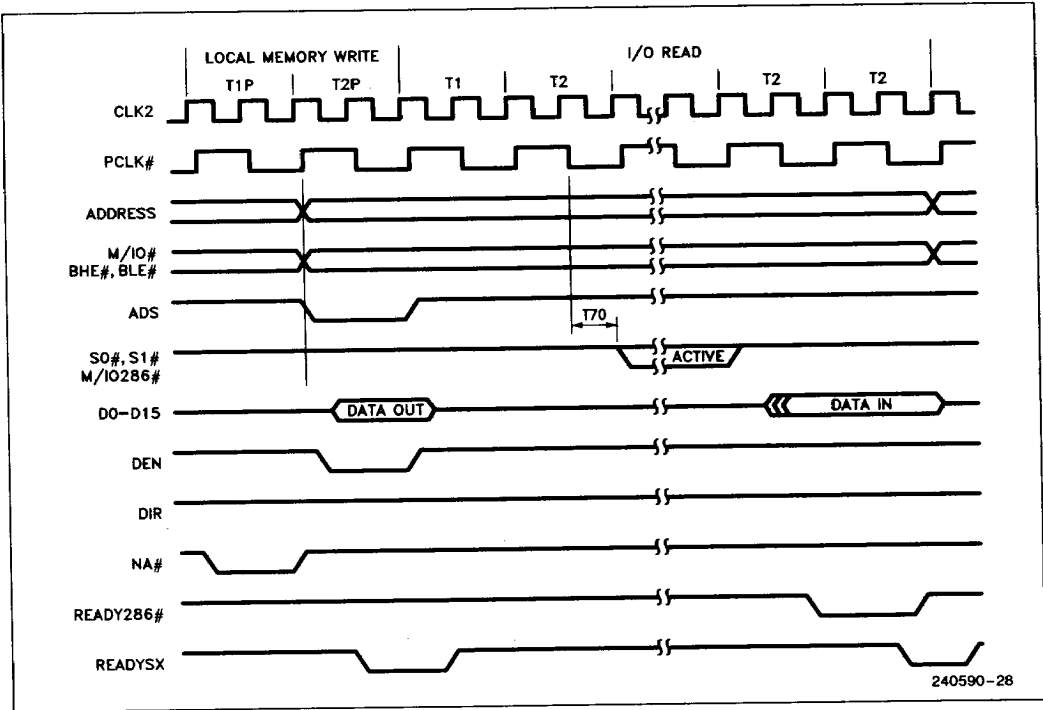 LOCAL MEMORY WRITE I/O READ
T1P T2P T1 T2 T2 T2
CLK2
PCLK#
ADDRESS
M/IO#
BHE#, BLE#
ADS
T70
S0#, S1#
M/IO286#
ACTIVE
D0-D15
DATA OUT
DATA IN
DEN
DIR
NA#
READY286#
READYSX
240590-28